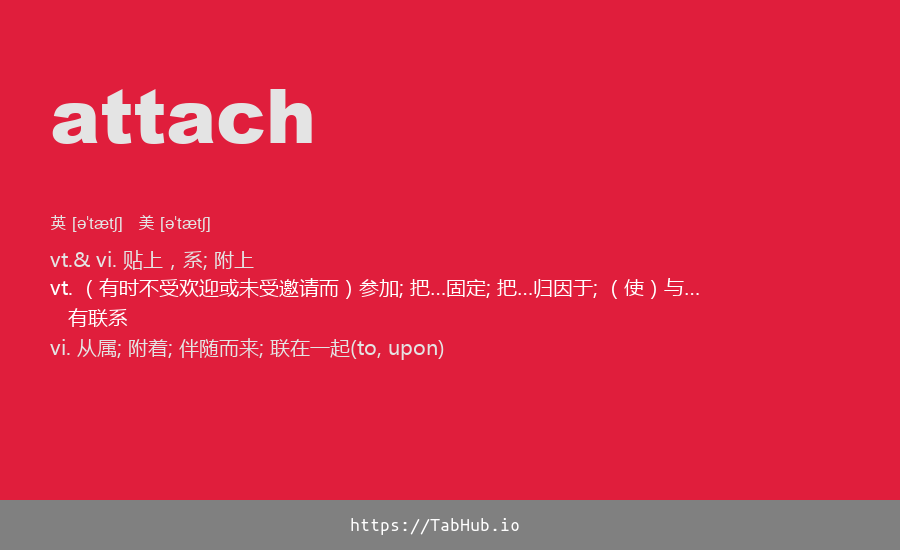 attach
英 [ə'tætʃ] 美 [ə'tætʃ]
vt.& vi. 贴上，系; 附上
vt. （有时不受欢迎或未受邀请而）参加; 把…固定; 把…归因于; （使）与…
有联系
vi. 从属; 附着; 伴随而来; 联在一起(to, upon)
https://TabHub.io